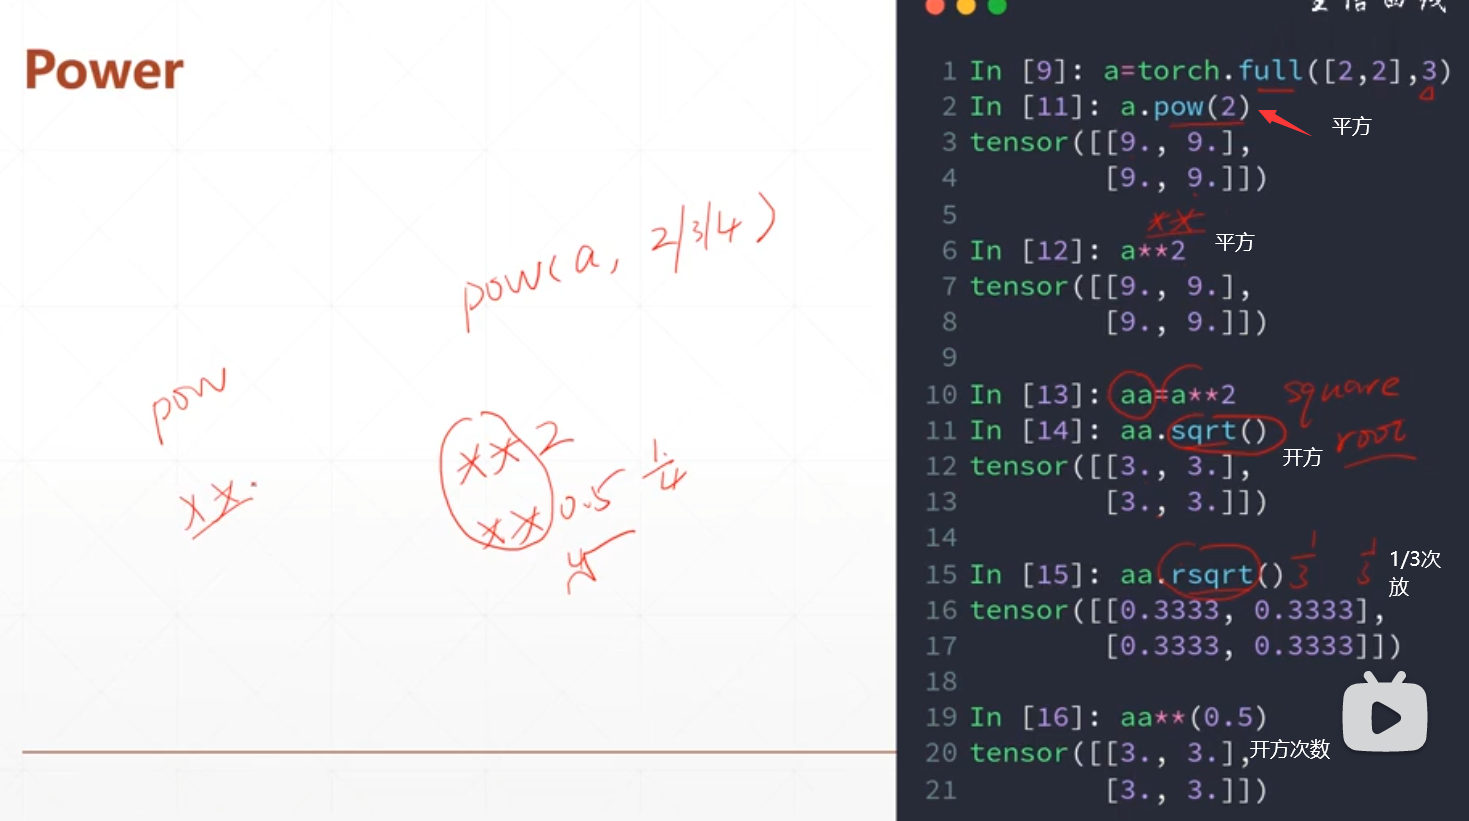 Power
pow(a, 2/3/4)
pow
**
**2
**0.5 1/4
1 In [9]: a=torch.full([2,2],3)
2 In [11]: a.pow(2)
平方
3 tensor([[9., 9.],
4 [9., 9.]])
5
**
6 In [12]: a**2
平方
7 tensor([[9., 9.],
8 [9., 9.]])
9
10 In [13]: aa=a**2
square
11 In [14]: aa.sqrt()
root
开方
12 tensor([[3., 3.],
13 [3., 3.]])
14
15 In [15]: aa.rsqrt()
1/3 1/3
1/3次
放
16 tensor([[0.3333, 0.3333],
17 [0.3333, 0.3333]])
18
19 In [16]: aa**(0.5)
开方次数
20 tensor([[3., 3.],
21 [3., 3.]])